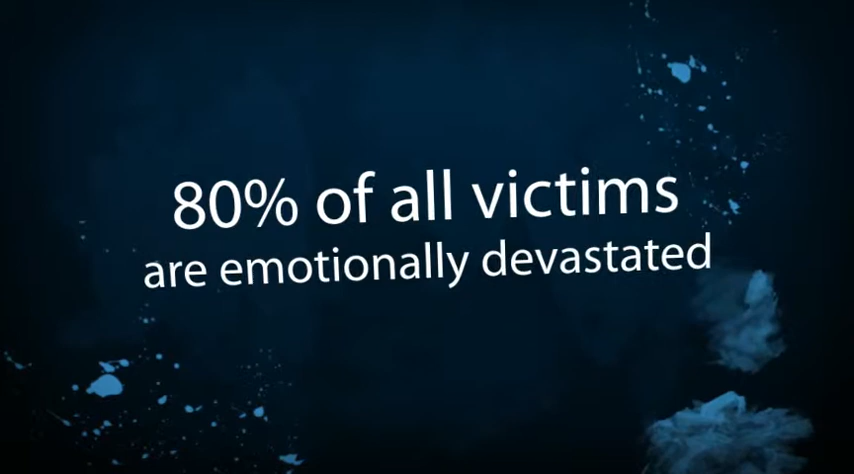 80% of all victims
are emotionally devastated